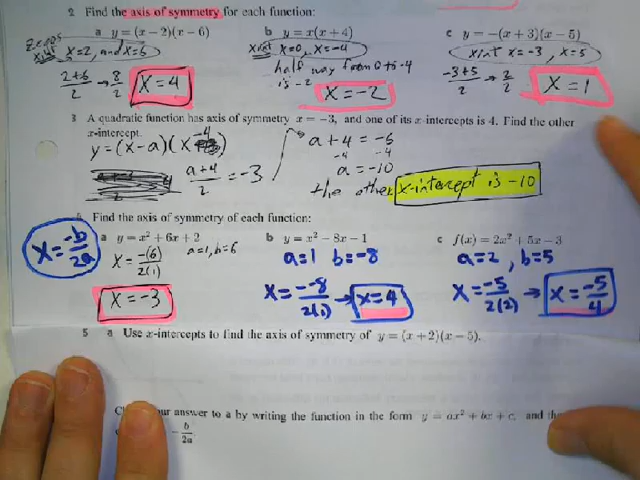 2 Find the axis of symmetry for each function:
a y = (x − 2)(x − 6)
b y = x(x + 4)
c y = −(x + 3)(x − 5)
zeros
xint x=2, and x=6
xint x=0, x=-4
xint x=-3, x=5
2+6/2 → 8/2 x=4
half way from 0 + -4
is -2 x=-2
-3+5/2 → 2/2 x=1
3 A quadratic function has axis of symmetry x = −3, and one of its x-intercepts is 4. Find the other
x-intercept.
y=(x-a)(x-4)
a+4/2 = -3
a+4 = -6
-4 -4
a=-10
the other x-intercept is -10
Find the axis of symmetry of each function:
x=-b/2a
a y = x² + 6x + 2
a=1, b=6
x= -(6)/2(1)
x=-3
b y = x² − 8x − 1
a=1 b=-8
x= --8/2(1) → x=4
c f(x) = 2x² + 5x − 3
a=2, b=5
x= -5/2(2) → x= -5/4
5 a Use x-intercepts to find the axis of symmetry of y = (x + 2)(x − 5).
your answer to a by writing the function in the form y = ax² + bx + c, and
− b/2a